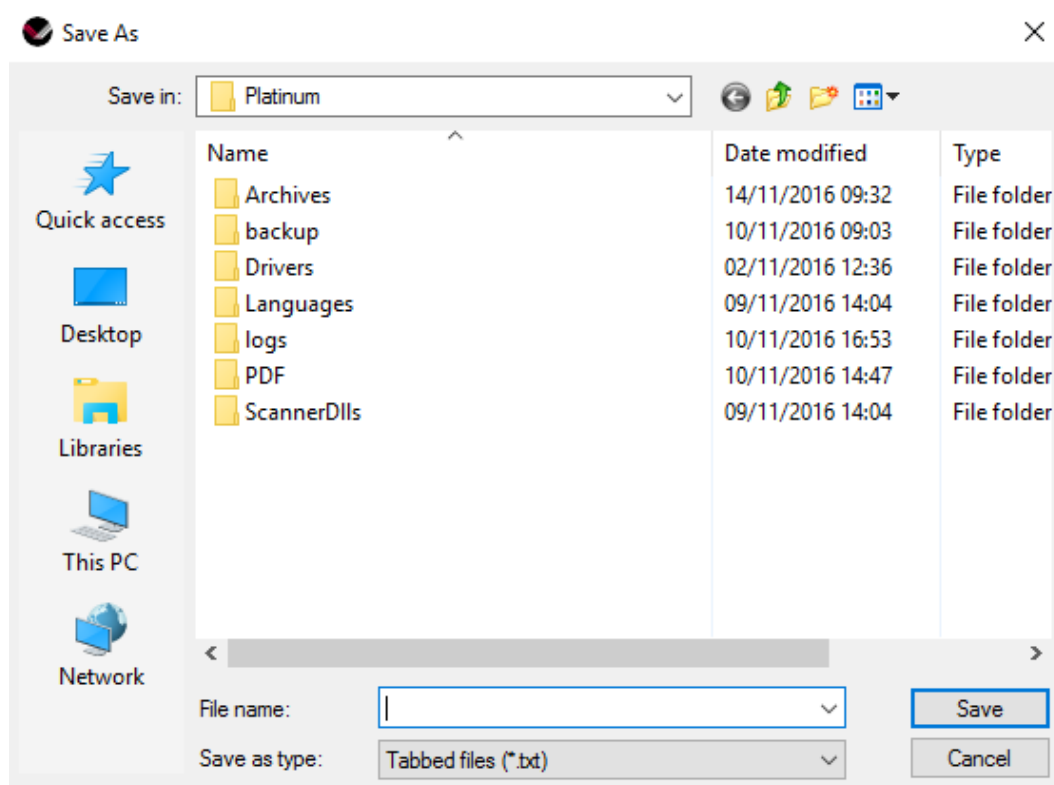 Save As
Save in: Platinum
Name Date modified Type
Archives 14/11/2016 09:32 File folder
Quick access
backup 10/11/2016 09:03 File folder
Drivers 02/11/2016 12:36 File folder
Languages 09/11/2016 14:04 File folder
Desktop
logs 10/11/2016 16:53 File folder
PDF 10/11/2016 14:47 File folder
ScannerDlls 09/11/2016 14:04 File folder
Libraries
This PC
Network
File name: Save
Save as type: Tabbed files (*.txt) Cancel